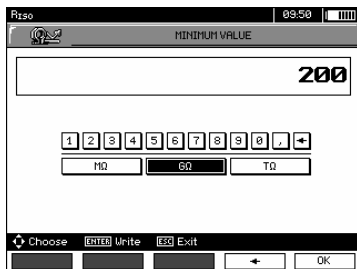 RISO 09:50
MINIMUM VALUE
200
1 2 3 4 5 6 7 8 9 0 , ←
MΩ GΩ TΩ
Choose ENTER Write ESC Exit
← OK